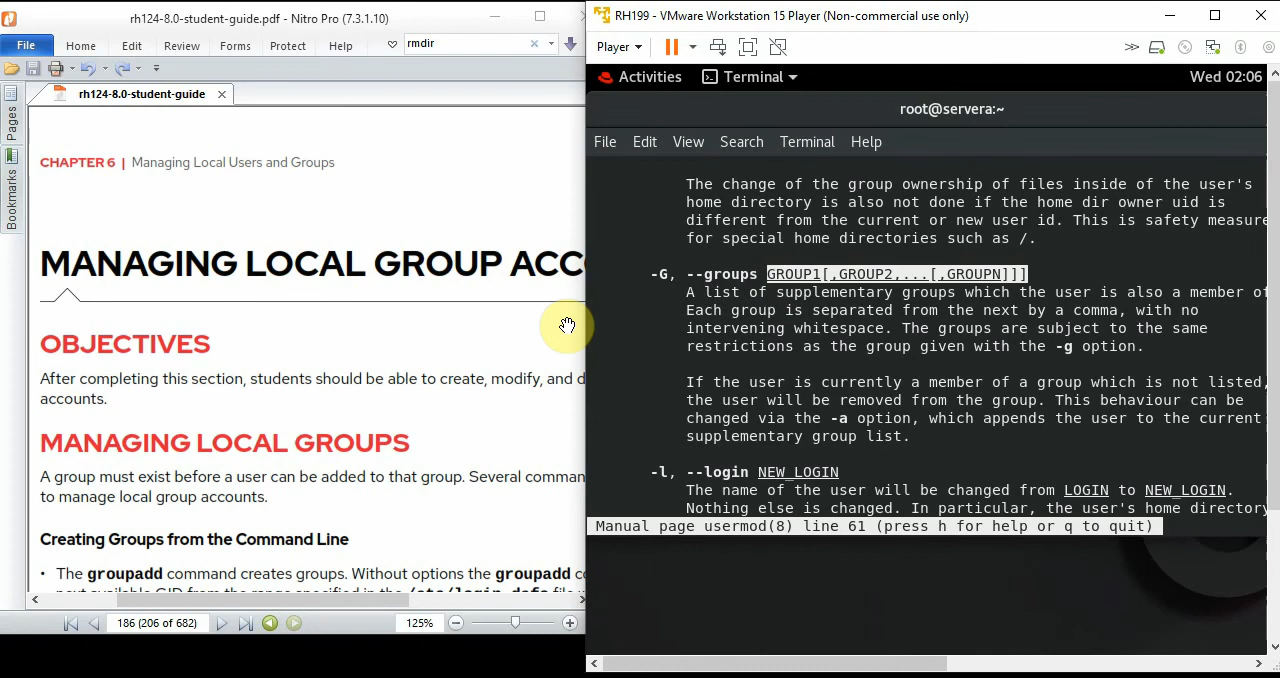 rh124-8.0-student-guide.pdf - Nitro Pro (7.3.1.10)
File Home Edit Review Forms Protect Help rmdir
rh124-8.0-student-guide
Pages
Bookmarks
CHAPTER 6 | Managing Local Users and Groups
MANAGING LOCAL GROUP ACC
OBJECTIVES
After completing this section, students should be able to create, modify, and d
accounts.
MANAGING LOCAL GROUPS
A group must exist before a user can be added to that group. Several comman
to manage local group accounts.
Creating Groups from the Command Line
• The groupadd command creates groups. Without options the groupadd co
next available GID from the range specified in the /etc/login.defs file
186 (206 of 682) 125%
RH199 - VMware Workstation 15 Player (Non-commercial use only)
Player
Activities Terminal Wed 02:06
root@servera:~
File Edit View Search Terminal Help
The change of the group ownership of files inside of the user's
home directory is also not done if the home dir owner uid is
different from the current or new user id. This is safety measure
for special home directories such as /.
-G, --groups GROUP1[,GROUP2,...[,GROUPN]]]
A list of supplementary groups which the user is also a member of
Each group is separated from the next by a comma, with no
intervening whitespace. The groups are subject to the same
restrictions as the group given with the -g option.
If the user is currently a member of a group which is not listed,
the user will be removed from the group. This behaviour can be
changed via the -a option, which appends the user to the current
supplementary group list.
-l, --login NEW_LOGIN
The name of the user will be changed from LOGIN to NEW_LOGIN.
Nothing else is changed. In particular, the user's home directory
Manual page usermod(8) line 61 (press h for help or q to quit)